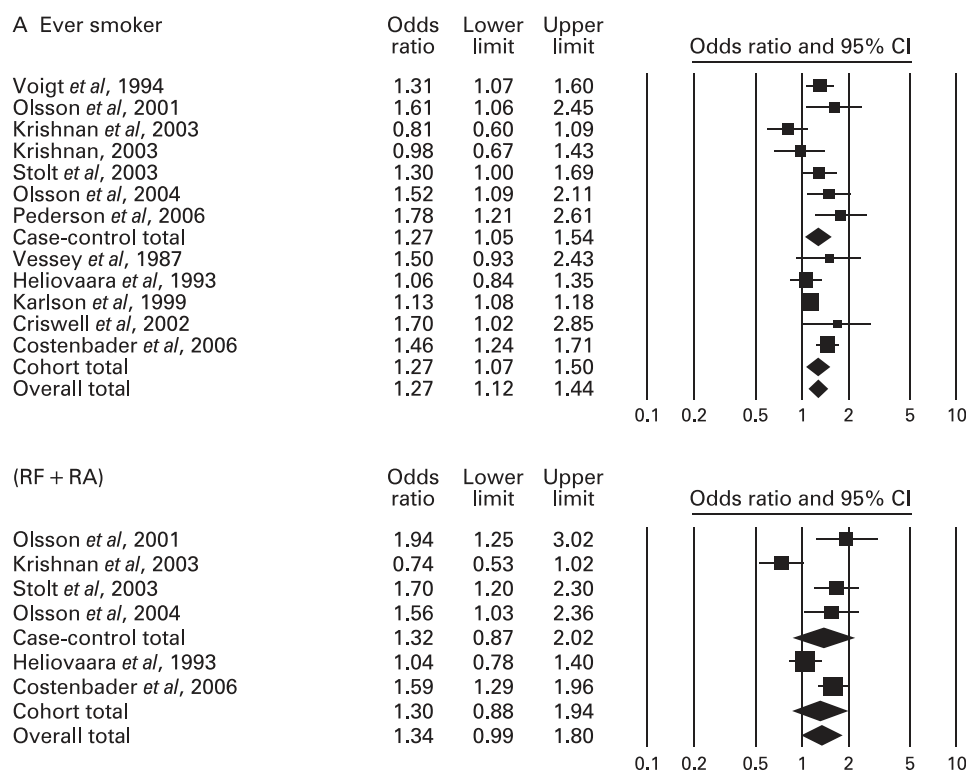 A Ever smoker Odds ratio Lower limit Upper limit Odds ratio and 95% CI
Voigt et al, 1994 1.31 1.07 1.60
Olsson et al, 2001 1.61 1.06 2.45
Krishnan et al, 2003 0.81 0.60 1.09
Krishnan, 2003 0.98 0.67 1.43
Stolt et al, 2003 1.30 1.00 1.69
Olsson et al, 2004 1.52 1.09 2.11
Pederson et al, 2006 1.78 1.21 2.61
Case-control total 1.27 1.05 1.54
Vessey et al, 1987 1.50 0.93 2.43
Heliovaara et al, 1993 1.06 0.84 1.35
Karlson et al, 1999 1.13 1.08 1.18
Criswell et al, 2002 1.70 1.02 2.85
Costenbader et al, 2006 1.46 1.24 1.71
Cohort total 1.27 1.07 1.50
Overall total 1.27 1.12 1.44
0.1 0.2 0.5 1 2 5 10
(RF + RA) Odds ratio Lower limit Upper limit Odds ratio and 95% CI
Olsson et al, 2001 1.94 1.25 3.02
Krishnan et al, 2003 0.74 0.53 1.02
Stolt et al, 2003 1.70 1.20 2.30
Olsson et al, 2004 1.56 1.03 2.36
Case-control total 1.32 0.87 2.02
Heliovaara et al, 1993 1.04 0.78 1.40
Costenbader et al, 2006 1.59 1.29 1.96
Cohort total 1.30 0.88 1.94
Overall total 1.34 0.99 1.80
0.1 0.2 0.5 1 2 5 10